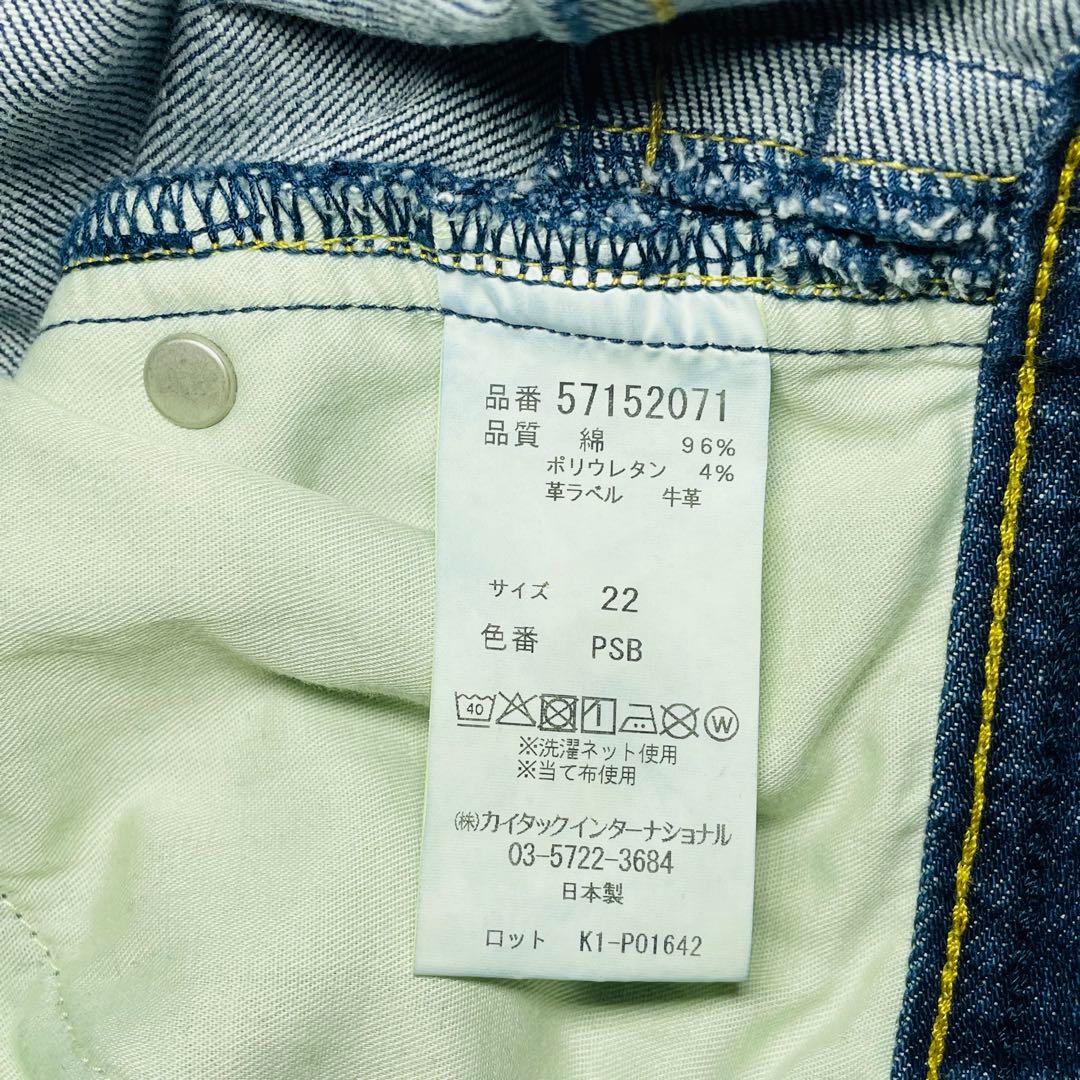 品番 57152071
品質 綿 96%
ポリウレタン 4%
革ラベル 牛革
サイズ 22
色番 PSB
40 W
※洗濯ネット使用
※当て布使用
㈱カイタックインターナショナル
03-5722-3684
日本製
ロット K1-P01642